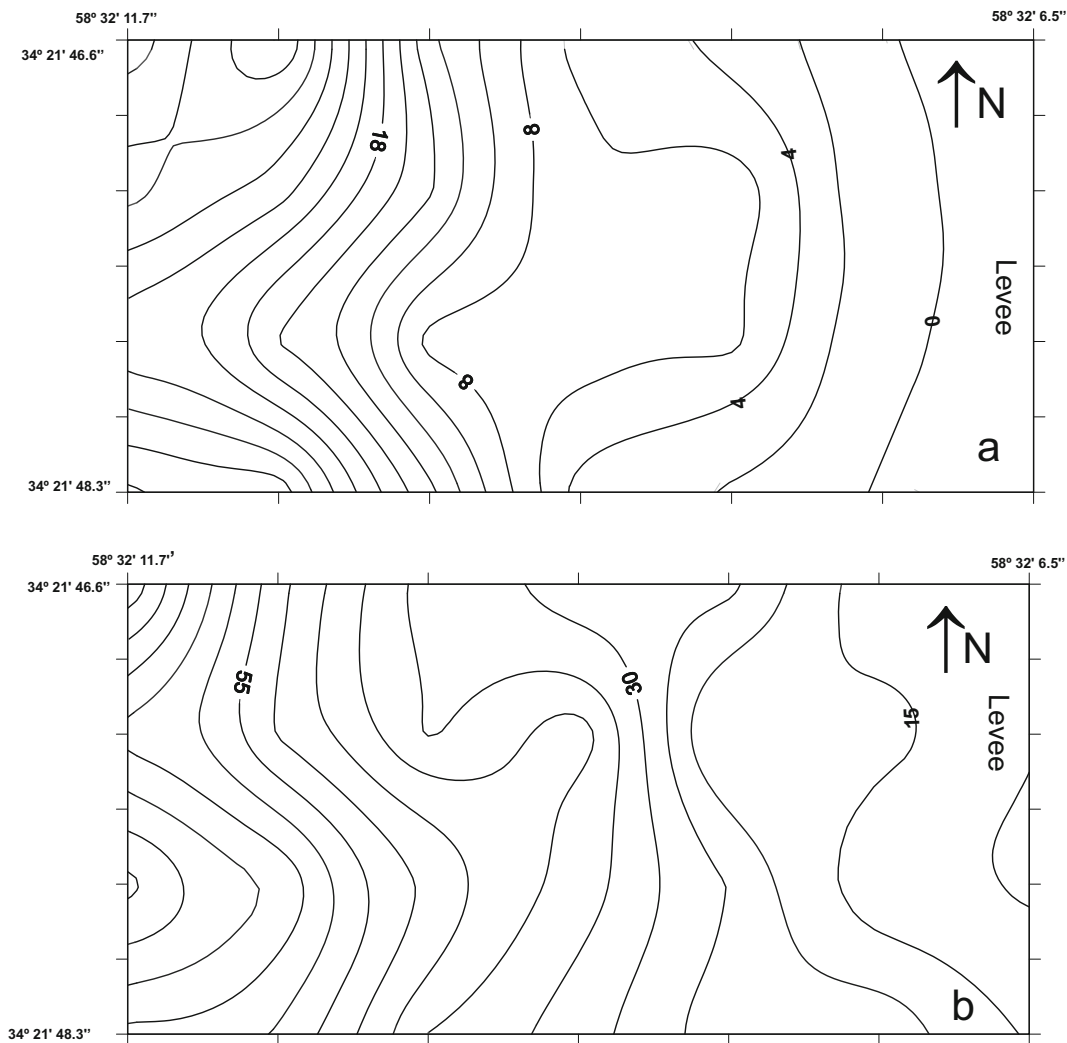 58º 32' 11.7”
58º 32' 6.5”
34º 21' 46.6”
N
8
18
4
Levee
0
8
4
a
34º 21' 48.3”
58º 32' 11.7’'
58º 32' 6.5”
34º 21' 46.6”
N
55
30
Levee
15
b
34º 21' 48.3”